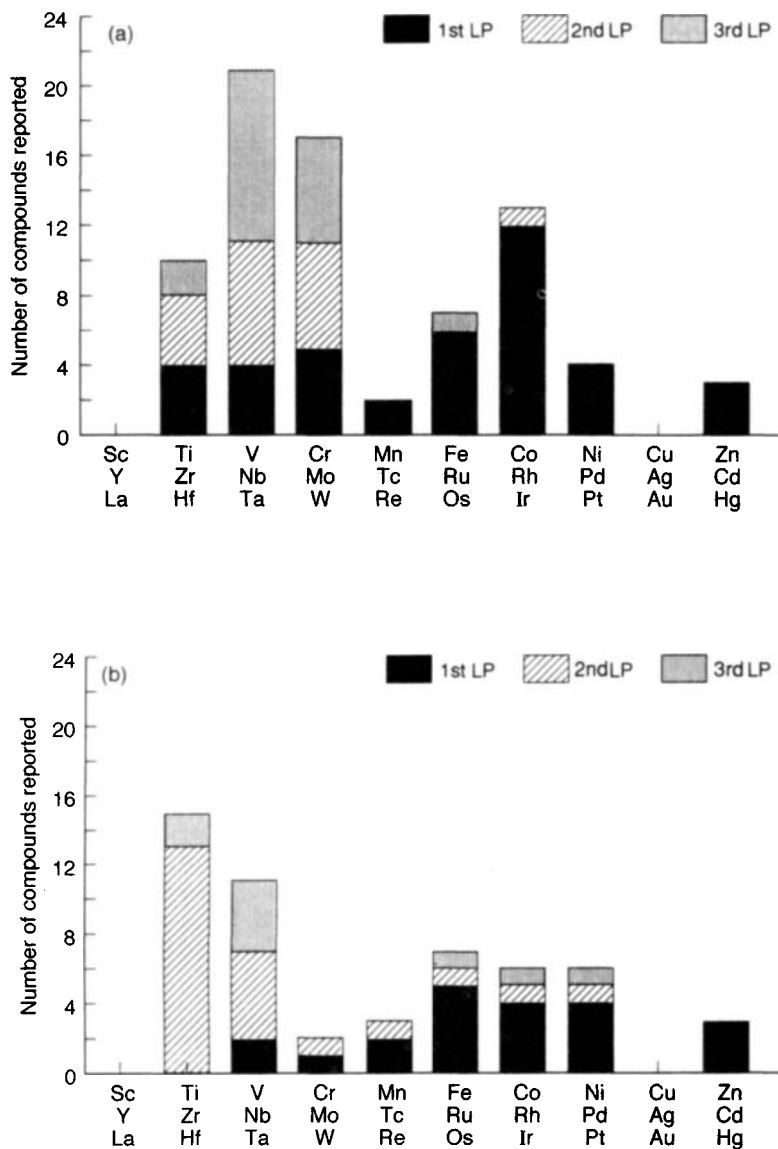 (a) 1st LP 2nd LP 3rd LP
Number of compounds reported
24
20
16
12
8
4
0
Sc Ti V Cr Mn Fe Co Ni Cu Zn
Y Zr Nb Mo Tc Ru Rh Pd Ag Cd
La Hf Ta W Re Os Ir Pt Au Hg
(b) 1st LP 2nd LP 3rd LP
Number of compounds reported
24
20
16
12
8
4
0
Sc Ti V Cr Mn Fe Co Ni Cu Zn
Y Zr Nb Mo Tc Ru Rh Pd Ag Cd
La Hf Ta W Re Os Ir Pt Au Hg